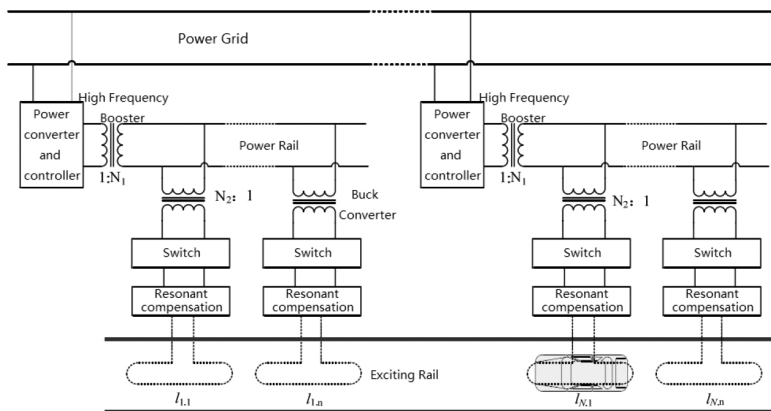 Power Grid
High Frequency
Booster
Power
converter
and
controller
1:N₁
Power Rail
N₂： 1
Buck
Converter
Switch
Switch
Resonant
compensation
Resonant
compensation
High Frequency
Booster
Power
converter
and
controller
1:N₁
Power Rail
N₂： 1
Switch
Switch
Resonant
compensation
Resonant
compensation
Exciting Rail
l1.1
l1.n
lN.1
lN.n